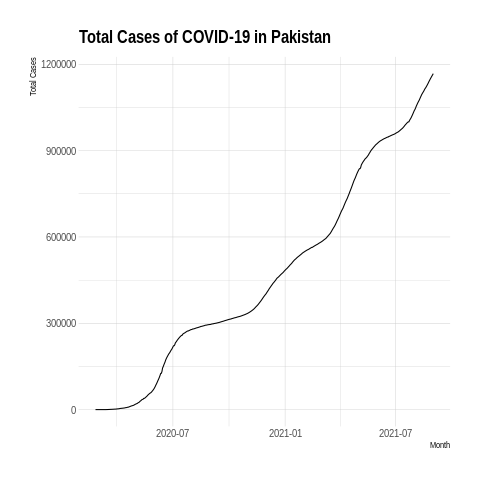 Total Cases of COVID-19 in Pakistan
Total Cases
1200000
900000
600000
300000
0
2020-07
2021-01
2021-07
Month